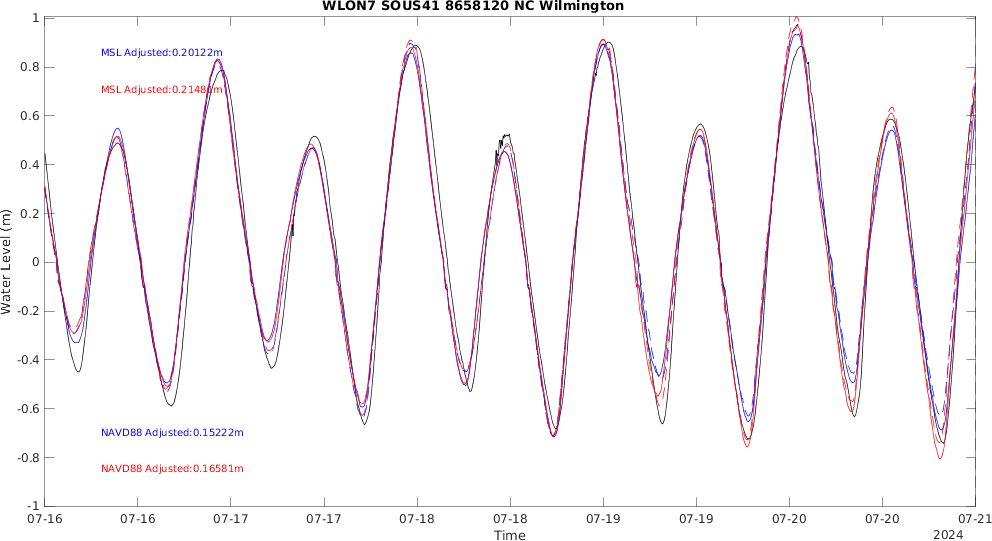 WLON7 SOUS41 8658120 NC Wilmington
MSL Adjusted:0.20122m
MSL Adjusted:0.21481m
NAVD88 Adjusted:0.15222m
NAVD88 Adjusted:0.16581m
Water Level (m)
1
0.8
0.6
0.4
0.2
0
-0.2
-0.4
-0.6
-0.8
-1
07-16 07-16 07-17 07-17 07-18 07-18 07-19 07-19 07-20 07-20 07-21
Time
2024